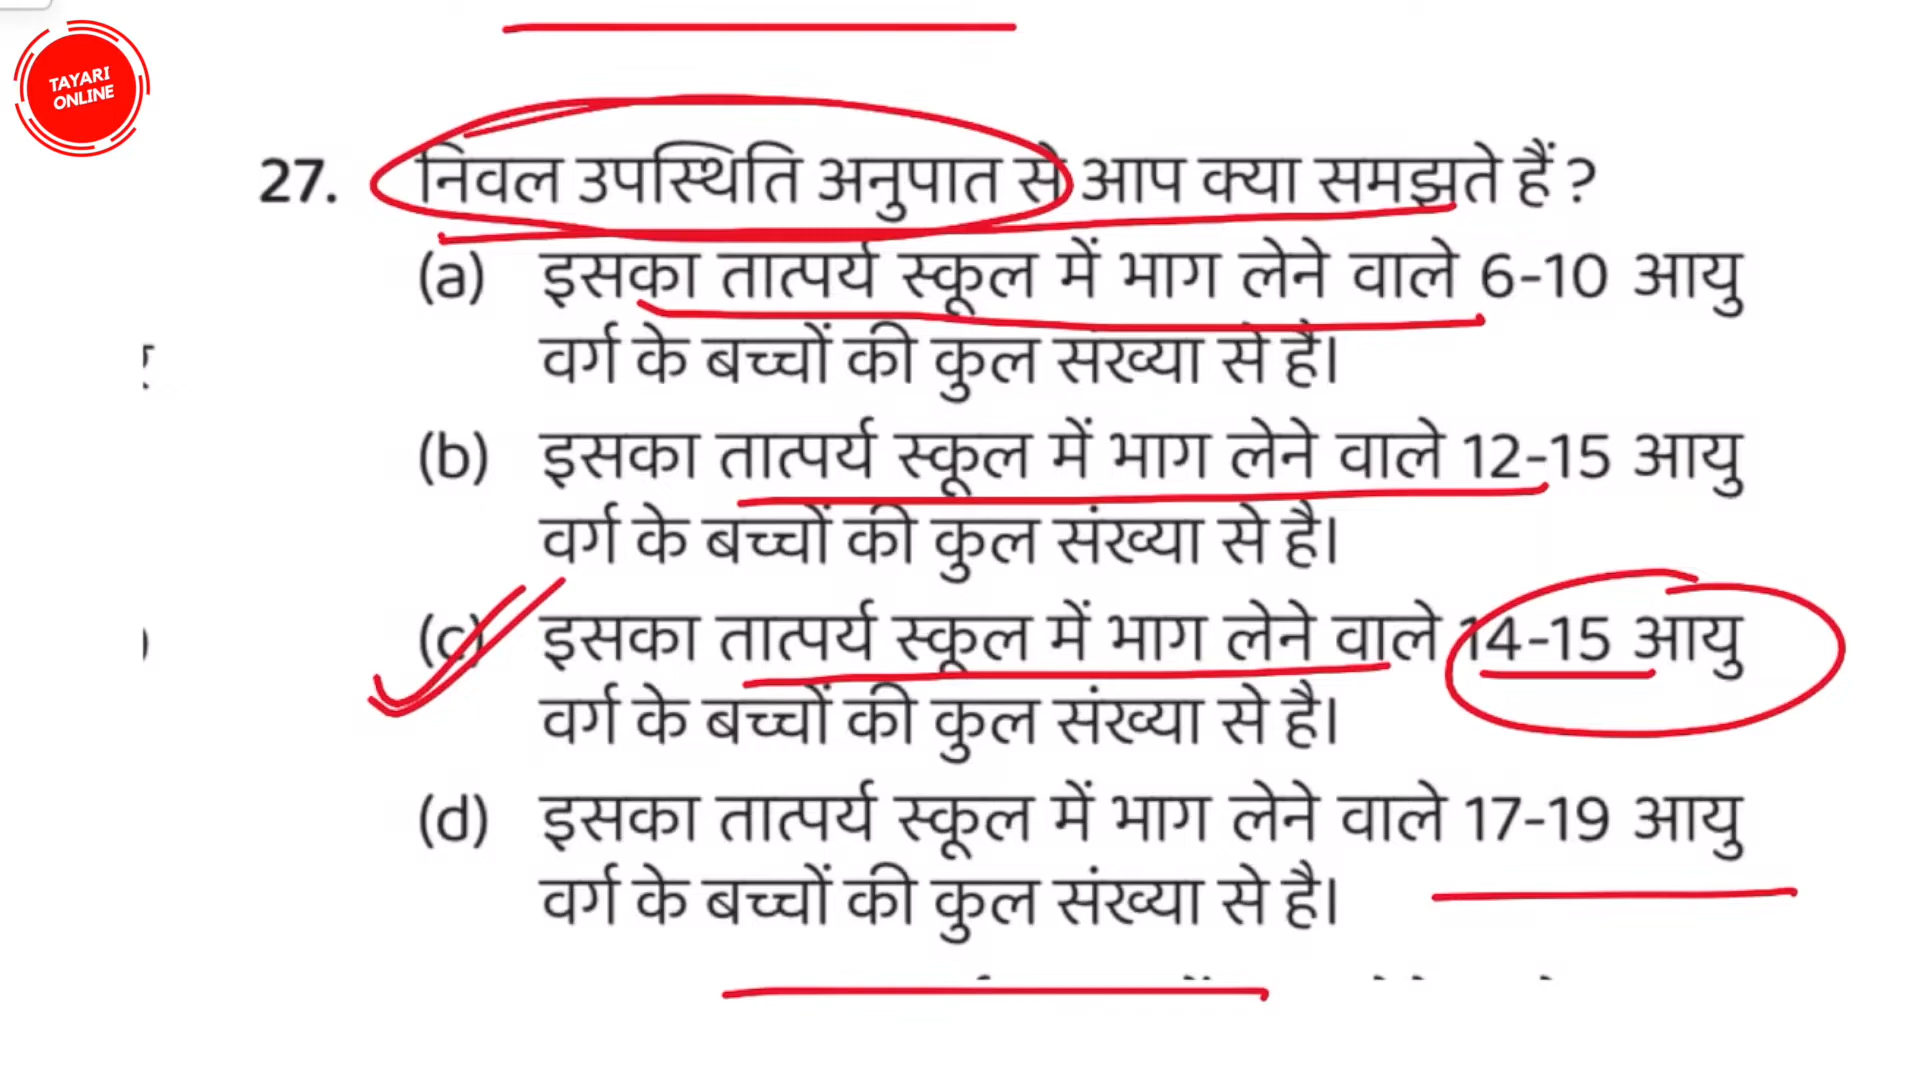 TAYARI
ONLINE
27. निवल उपस्थिति अनुपात से आप क्या समझते हैं ?
(a) इसका तात्पर्य स्कूल में भाग लेने वाले 6-10 आयु
वर्ग के बच्चों की कुल संख्या से है।
(b) इसका तात्पर्य स्कूल में भाग लेने वाले 12-15 आयु
वर्ग के बच्चों की कुल संख्या से है।
(c) इसका तात्पर्य स्कूल में भाग लेने वाले 14-15 आयु
वर्ग के बच्चों की कुल संख्या से है।
(d) इसका तात्पर्य स्कूल में भाग लेने वाले 17-19 आयु
वर्ग के बच्चों की कुल संख्या से है।